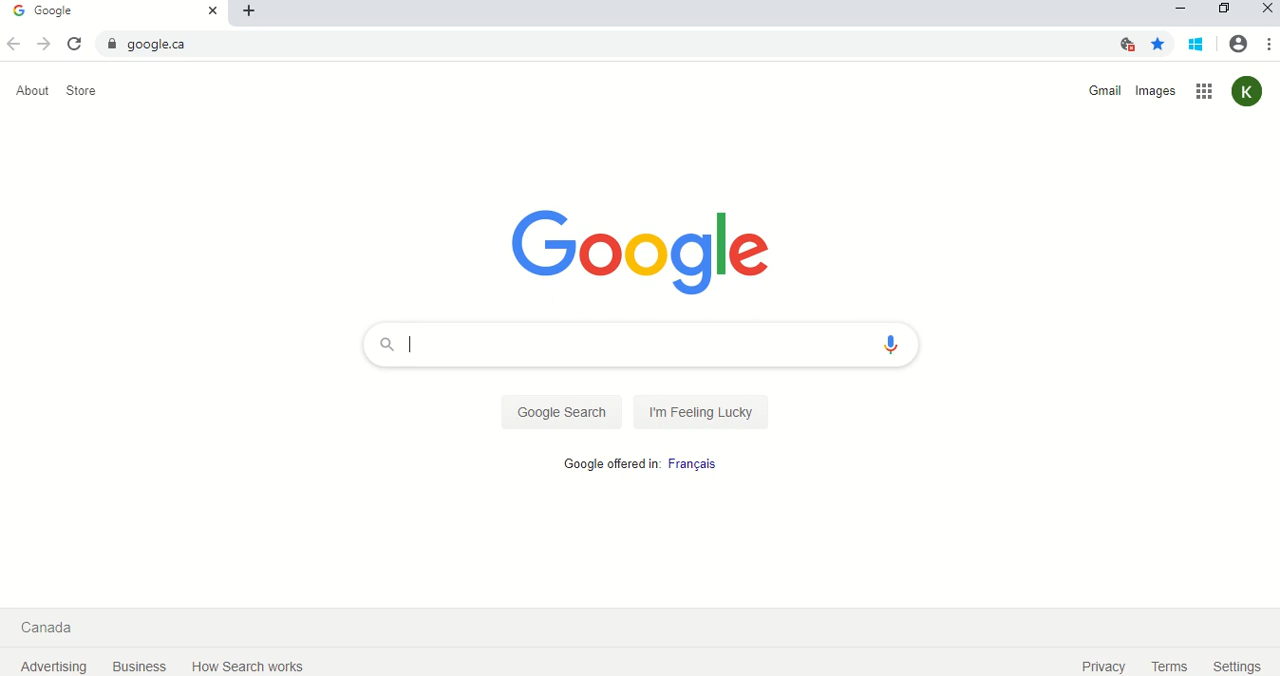 Google
google.ca
About Store Gmail Images K
Google
Google Search I'm Feeling Lucky
Google offered in: Français
Canada
Advertising Business How Search works Privacy Terms Settings